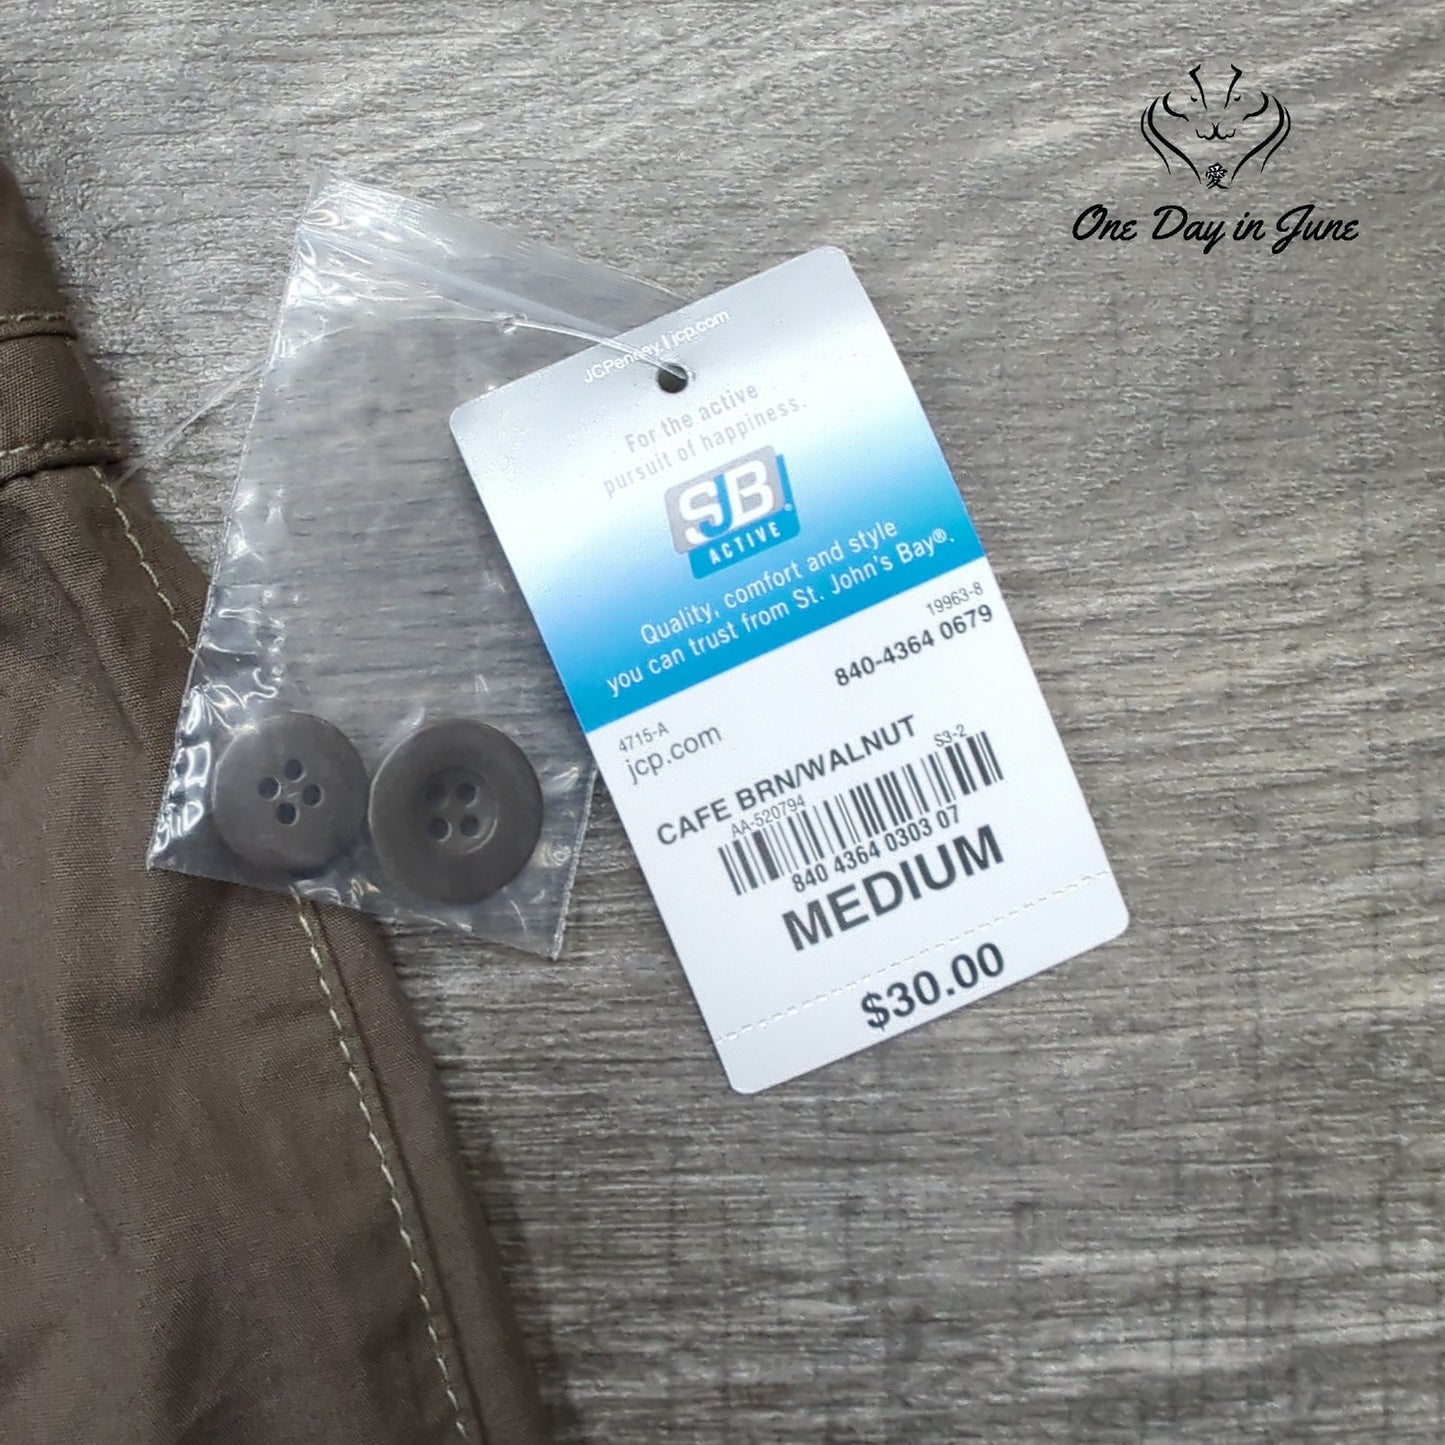 愛
One Day in June
JCPenney. | jcp.com
For the active
pursuit of happiness.
SJB
ACTIVE®
Quality, comfort and style
you can trust from St. John's Bay®.
19963-8
840-4364 0679
4715-A
jcp.com
CAFE BRN/WALNUT
AA-520794 S3-2
840 4364 0303 07
MEDIUM
$30.00